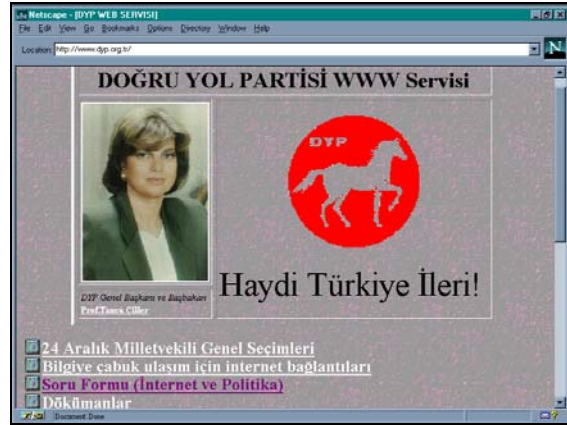 Netscape - [DYP WEB SERVISI]
File Edit View Go Bookmarks Options Directory Window Help
Location: http://www.dyp.org.tr/
N
DOĞRU YOL PARTİSİ WWW Servisi
DYP
Haydi Türkiye İleri!
DYP Genel Başkanı ve Başbakan
Prof.Tansu Çiller
24 Aralık Milletvekili Genel Seçimleri
Bilgiye çabuk ulaşım için internet bağlantıları
Soru Formu (İnternet ve Politika)
Dökümanlar
Document Done